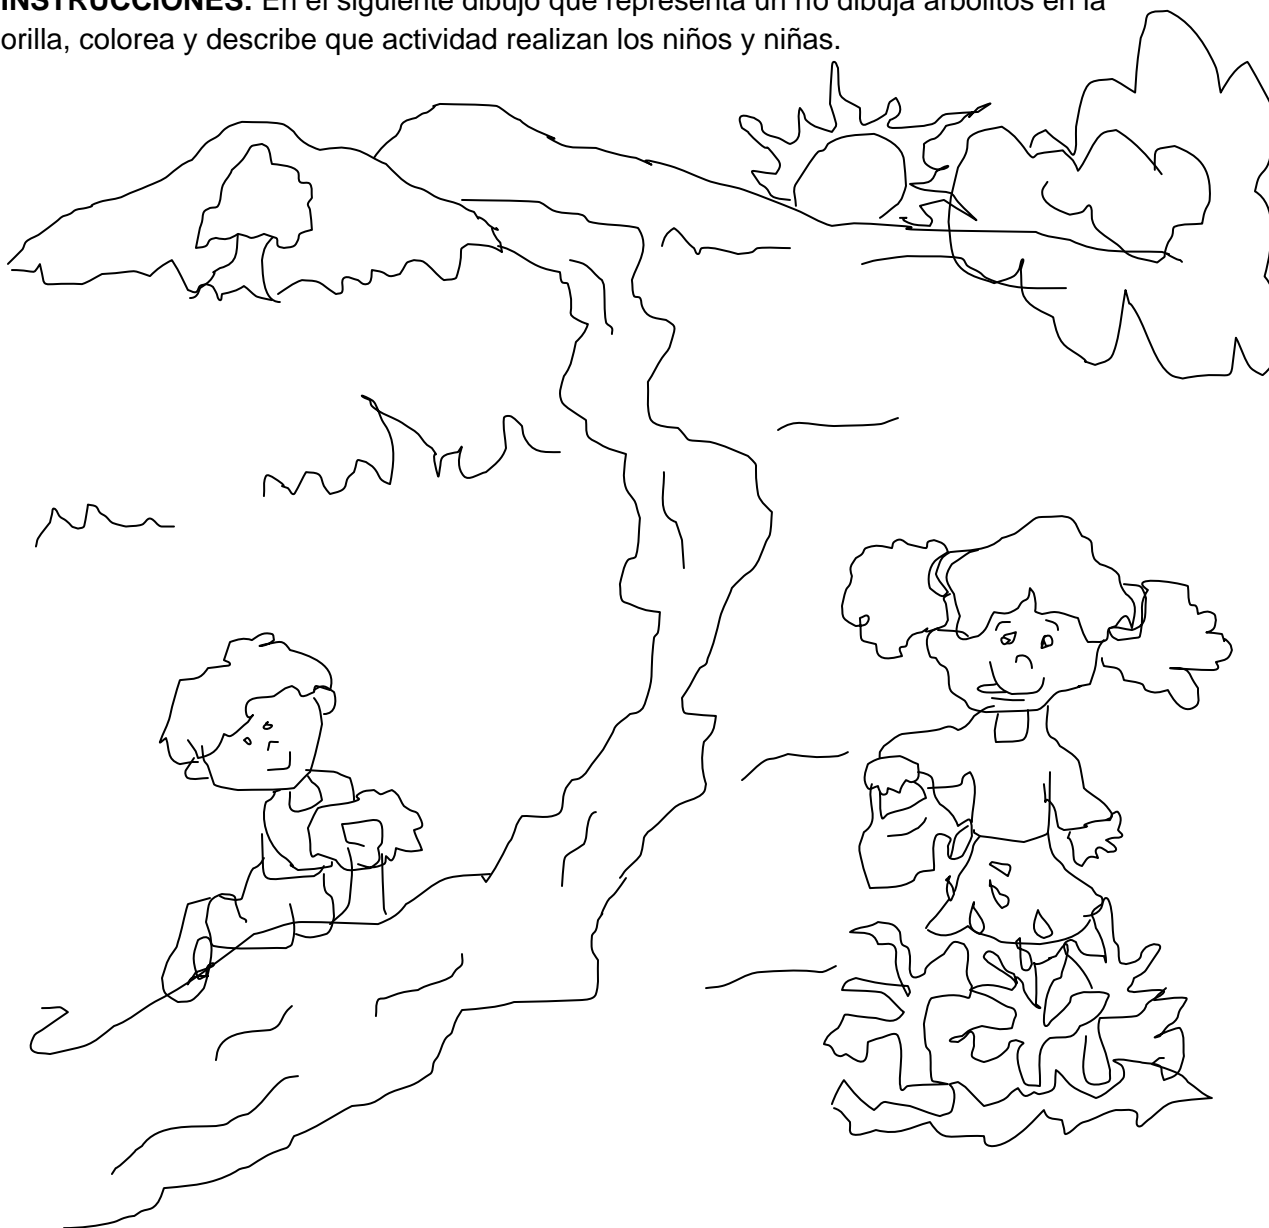 INSTRUCCIONES: En el siguiente dibujo que representa un río dibuja arbolitos en la
orilla, colorea y describe que actividad realizan los niños y niñas.